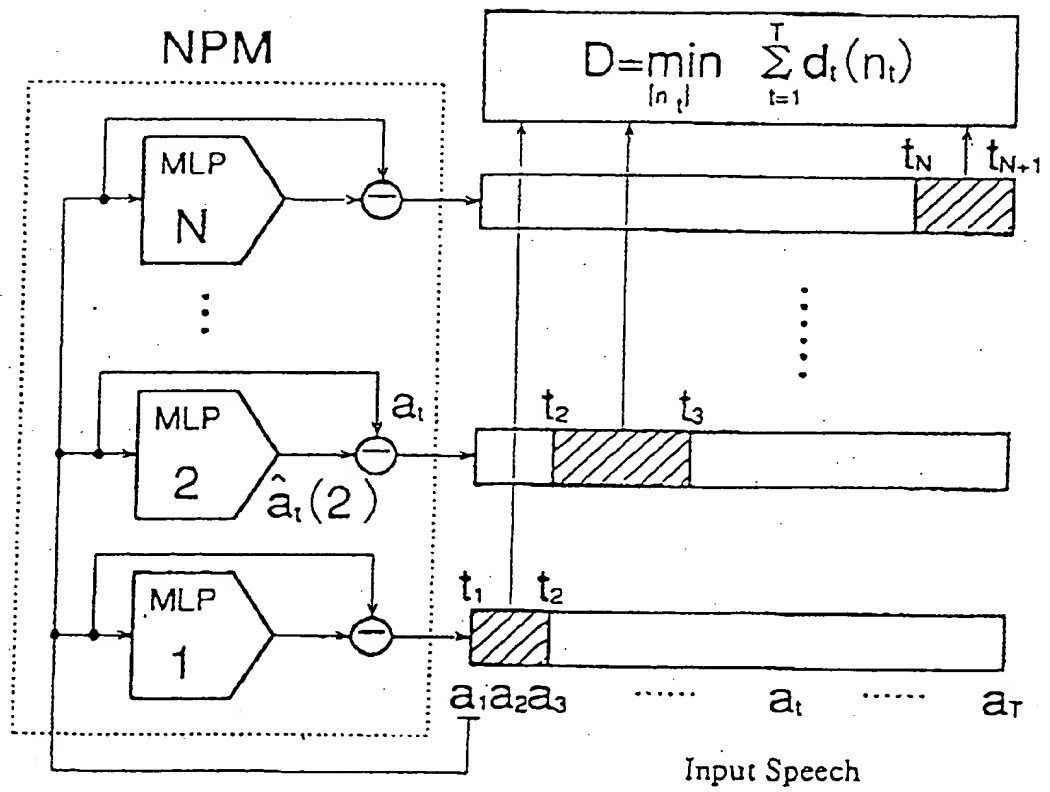 NPM
D=min Σ d_t(n_t)
{n_t} t=1
T
MLP
N
t_N t_{N+1}
MLP
2
a_t
â_t(2)
t_2 t_3
MLP
1
t_1 t_2
a_1a_2a_3 ...... a_t ...... a_T
Input Speech